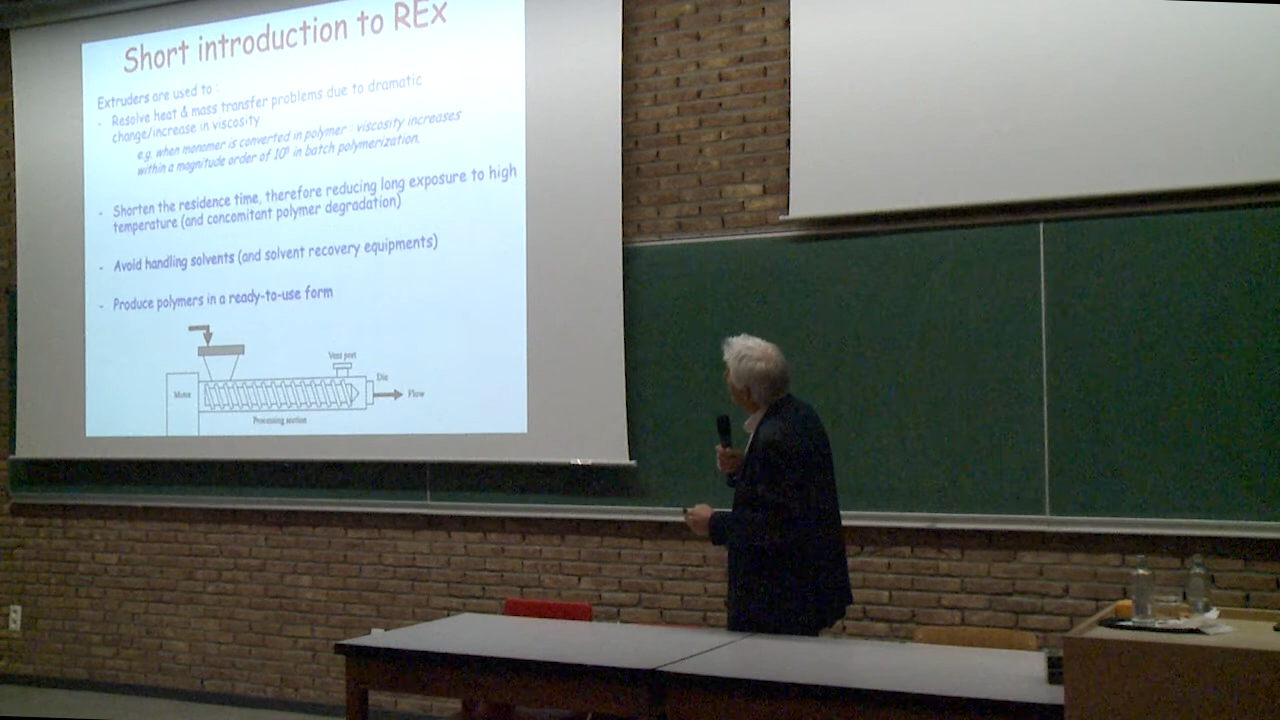 Short introduction to REx
Extruders are used to :
- Resolve heat & mass transfer problems due to dramatic
change/increase in viscosity
e.g. when monomer is converted in polymer : viscosity increases
within a magnitude order of 10⁵ in batch polymerization.
- Shorten the residence time, therefore reducing long exposure to high
temperature (and concomitant polymer degradation)
- Avoid handling solvents (and solvent recovery equipments)
- Produce polymers in a ready-to-use form
Vent port
Motor
Die
Flow
Processing section